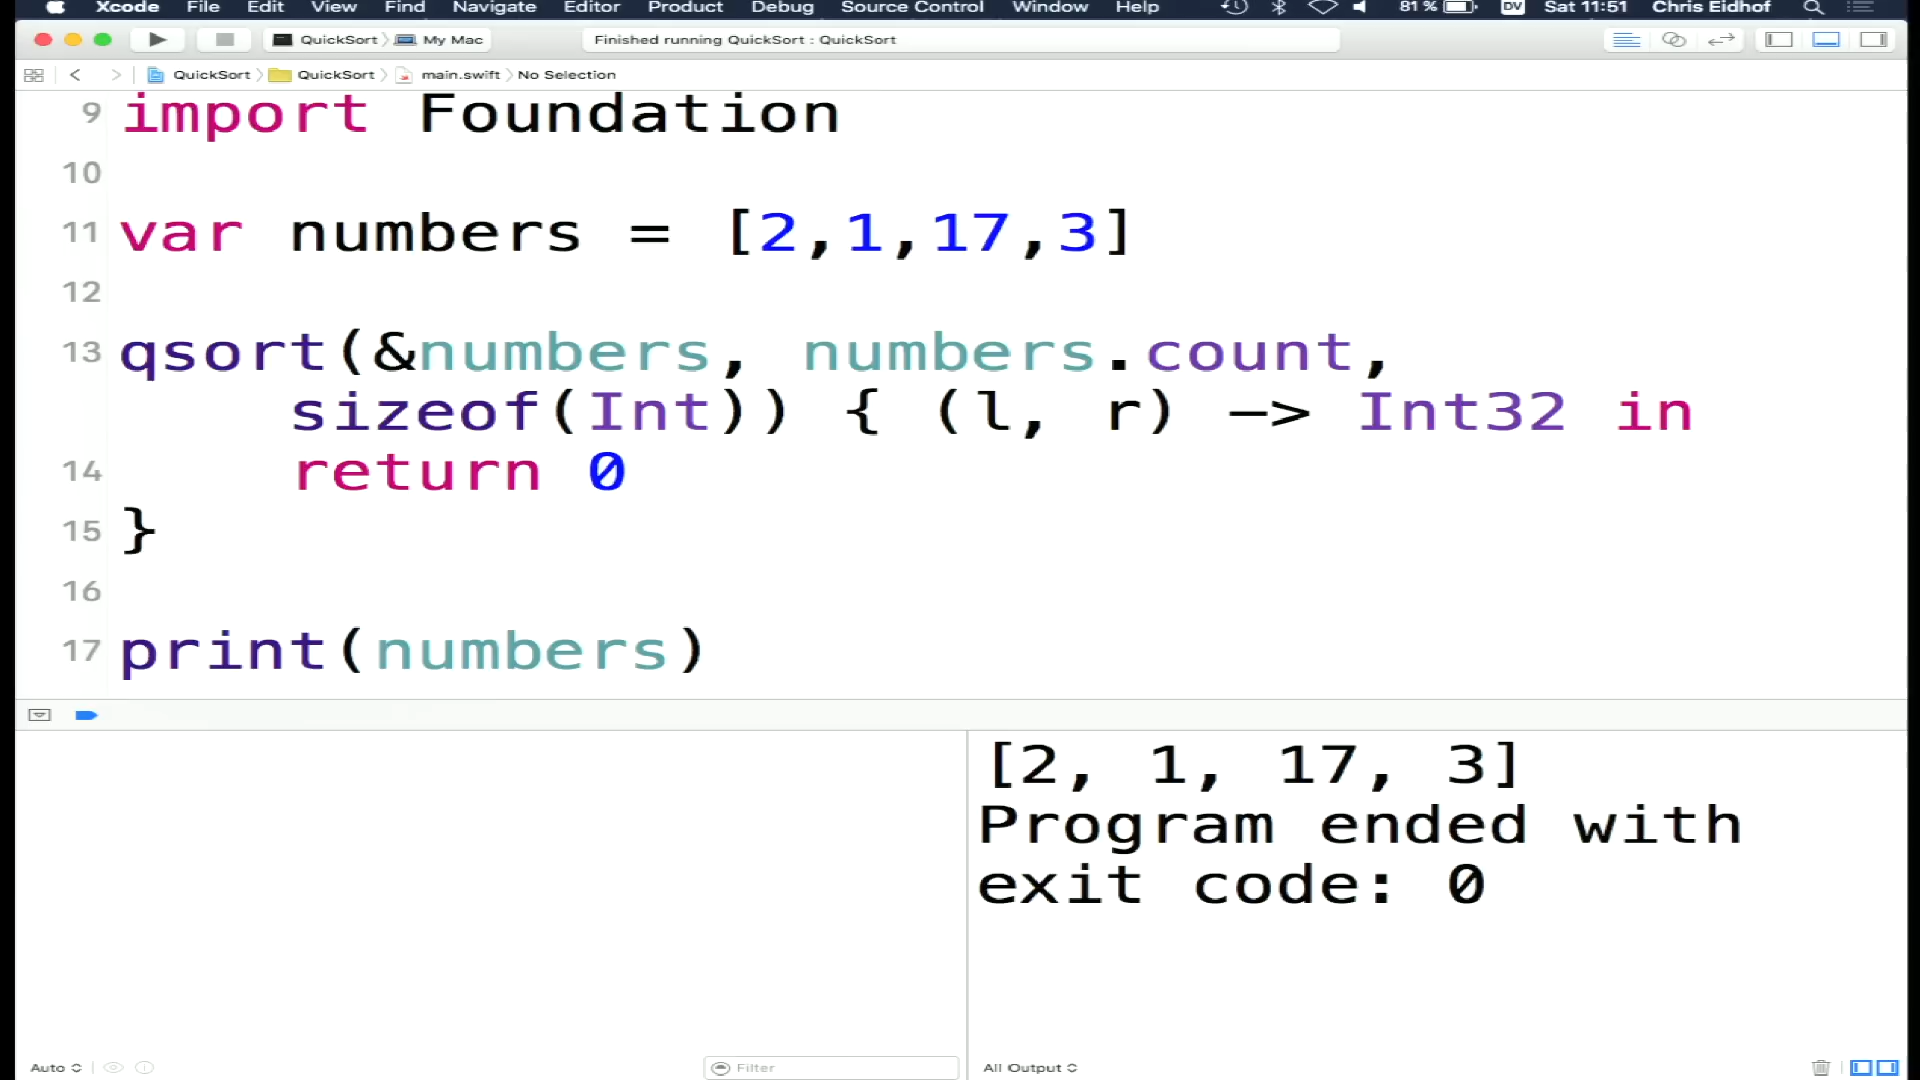 Xcode File Edit View Find Navigate Editor Product Debug Source Control Window Help 81% DV Sat 11:51 Chris Eidhof
QuickSort My Mac Finished running QuickSort : QuickSort
QuickSort QuickSort main.swift No Selection
9 import Foundation
10
11 var numbers = [2,1,17,3]
12
13 qsort(&numbers, numbers.count,
sizeof(Int)) { (l, r) -> Int32 in
14 return 0
15 }
16
17 print(numbers)
[2, 1, 17, 3]
Program ended with
exit code: 0
Auto Filter All Output